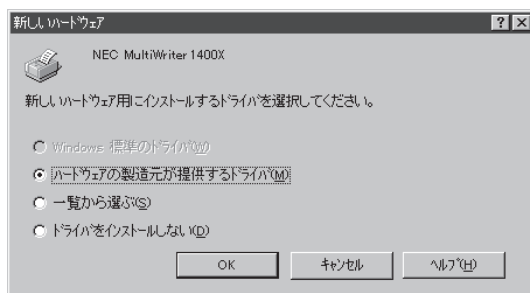 新しいハードウェア
NEC MultiWriter 1400X
新しいハードウェア用にインストールするドライバを選択してください。
Windows 標準のドライバ(W)
ハードウェアの製造元が提供するドライバ(M)
一覧から選ぶ(S)
ドライバをインストールしない(D)
OK キャンセル ヘルプ(H)